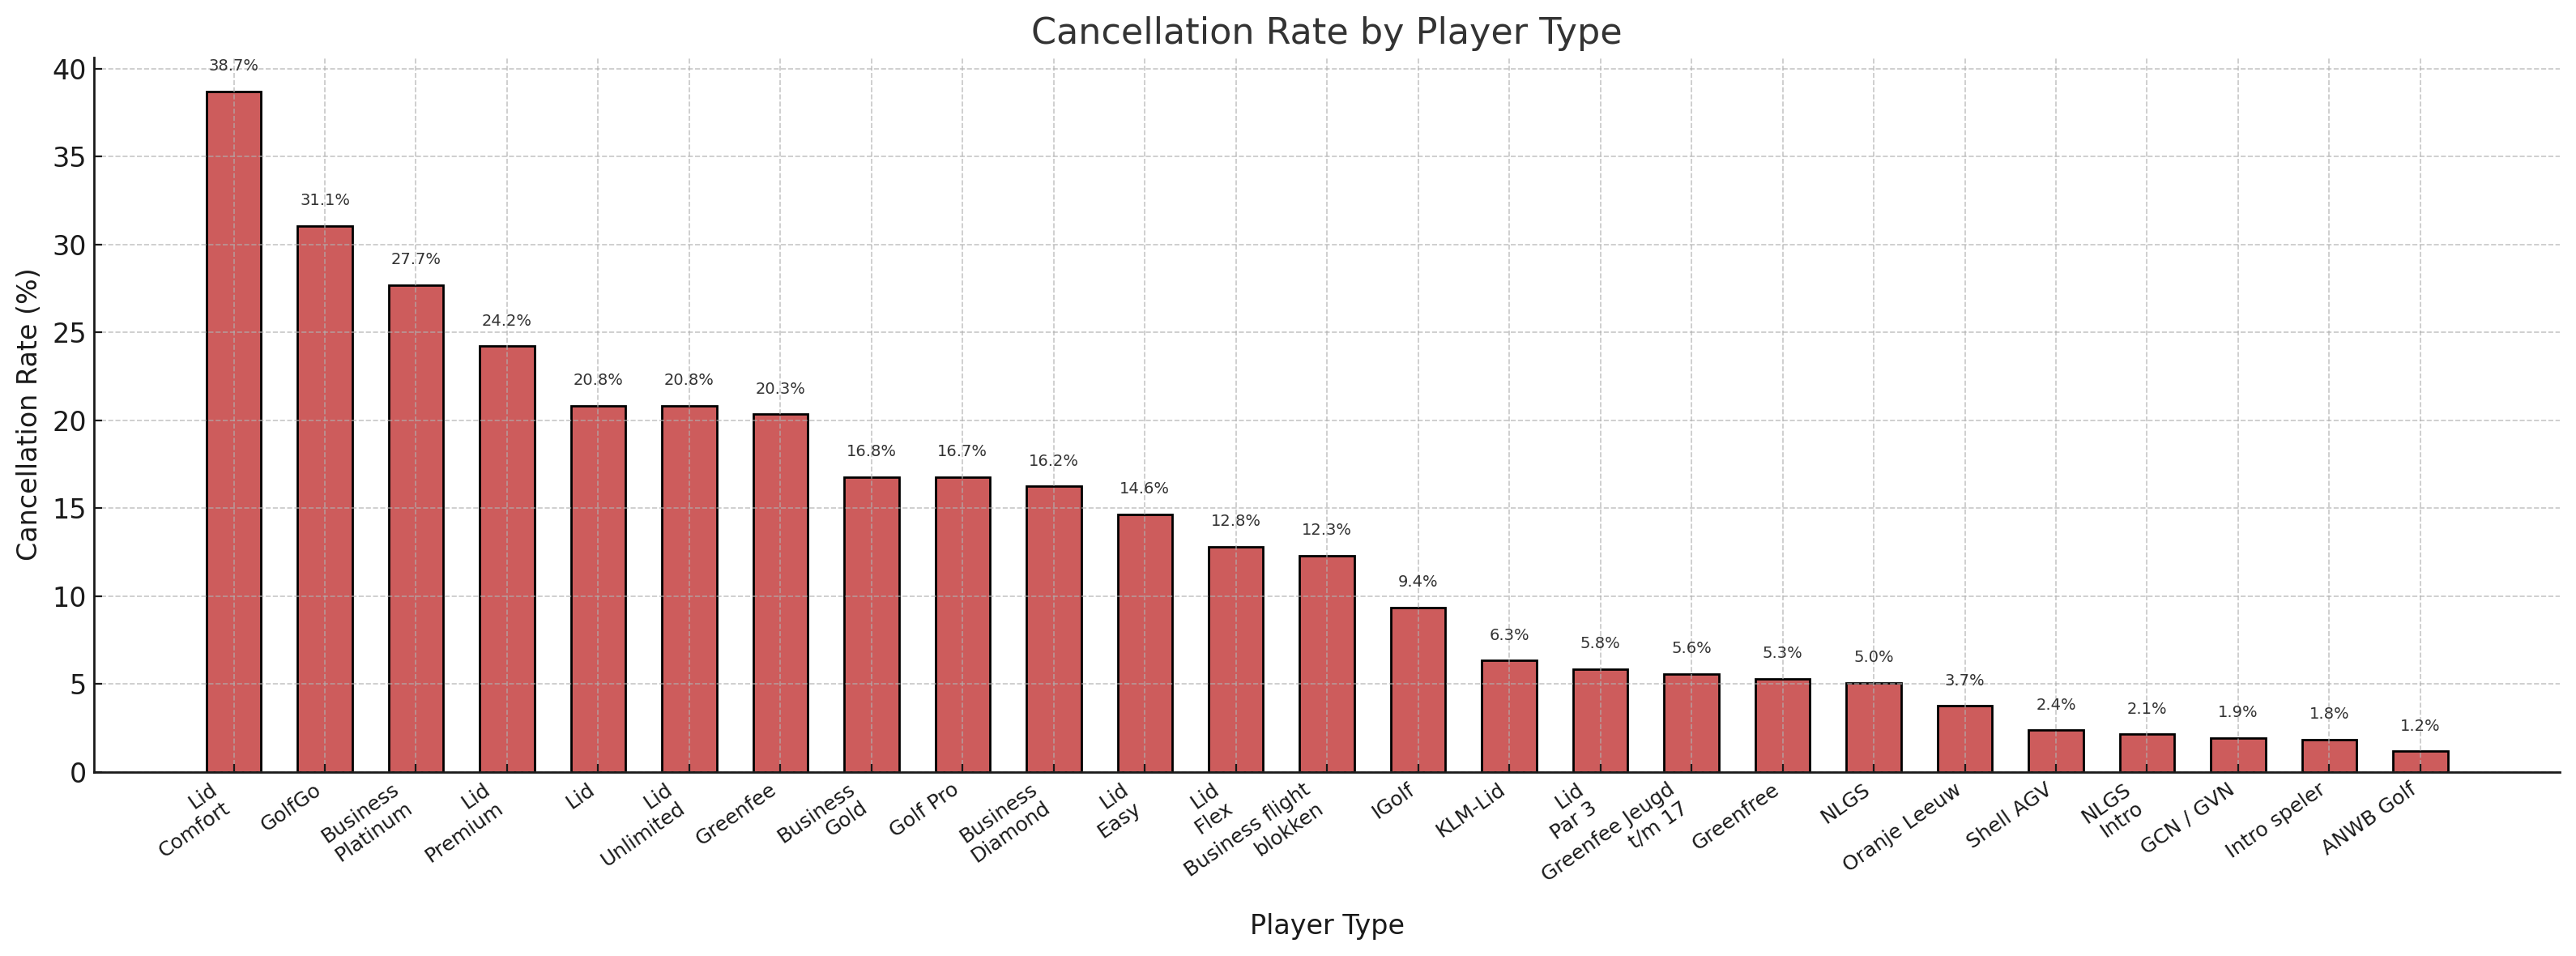 Cancellation Rate by Player Type
Cancellation Rate (%)
40
35
30
25
20
15
10
5
0
38.7%
31.1%
27.7%
24.2%
20.8%
20.8%
20.3%
16.8%
16.7%
16.2%
14.6%
12.8%
12.3%
9.4%
6.3%
5.8%
5.6%
5.3%
5.0%
3.7%
2.4%
2.1%
1.9%
1.8%
1.2%
Lid
Comfort
GolfGo
Business
Platinum
Lid
Premium
Lid
Lid
Unlimited
Greenfee
Business
Gold
Golf Pro
Business
Diamond
Lid
Easy
Lid
Flex
Business flight
blokken
IGolf
KLM-Lid
Lid
Par 3
Greenfee Jeugd
t/m 17
Greenfree
NLGS
Oranje Leeuw
Shell AGV
NLGS
Intro
GCN / GVN
Intro speler
ANWB Golf
Player Type